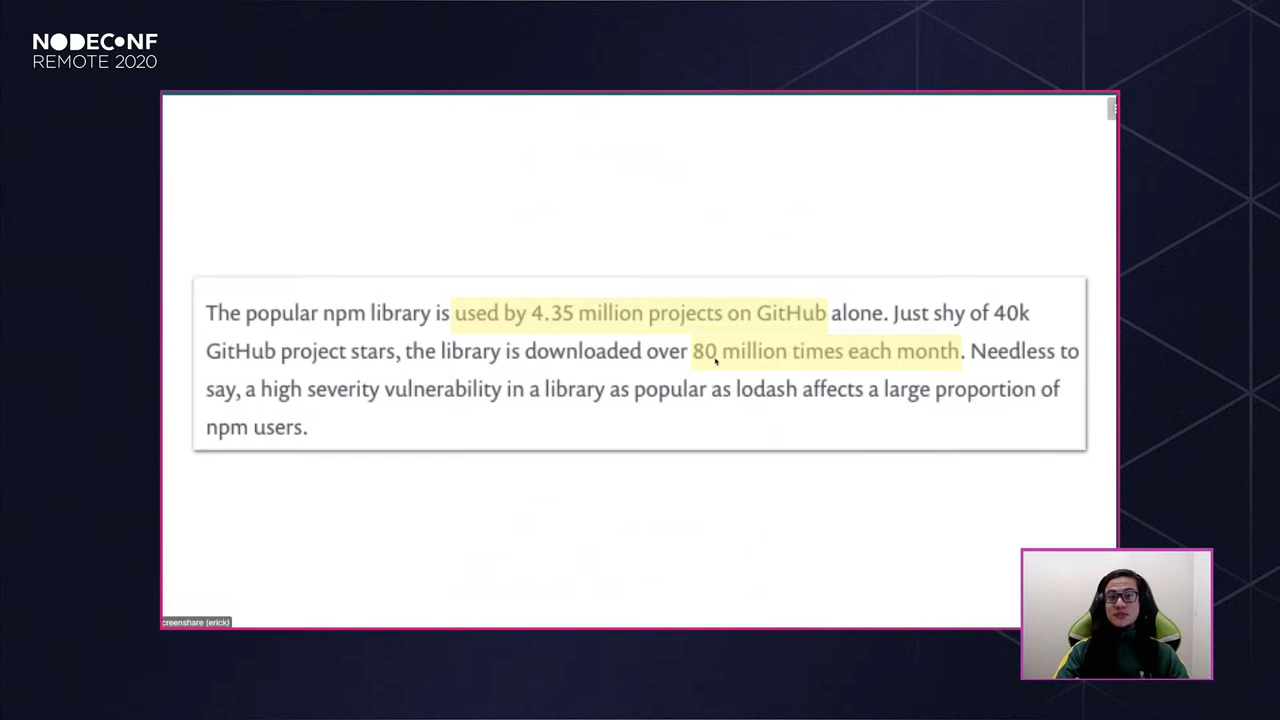 NODECONF
REMOTE 2020
The popular npm library is used by 4.35 million projects on GitHub alone. Just shy of 40k
GitHub project stars, the library is downloaded over 80 million times each month. Needless to
say, a high severity vulnerability in a library as popular as lodash affects a large proportion of
npm users.
creenshare (erick)